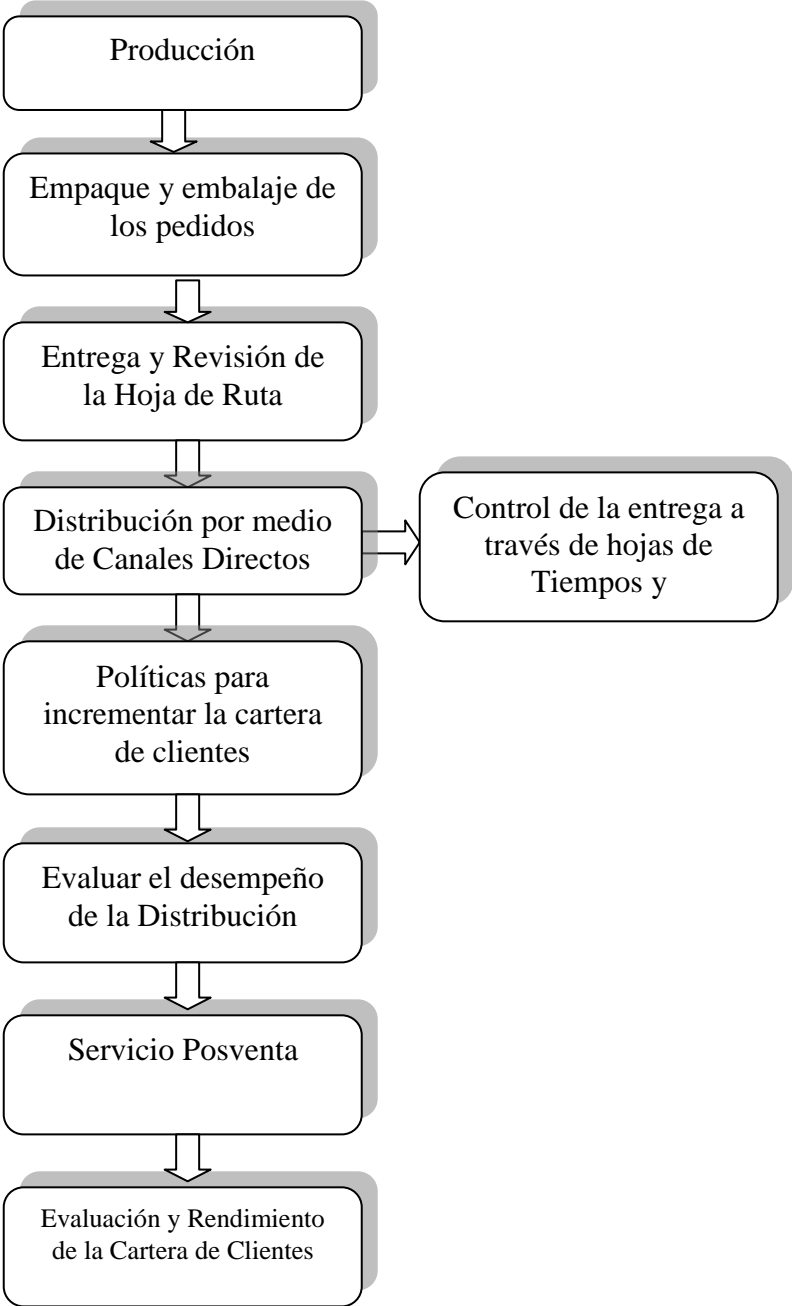 Producción
Empaque y embalaje de
los pedidos
Entrega y Revisión de
la Hoja de Ruta
Distribución por medio
de Canales Directos
Control de la entrega a
través de hojas de
Tiempos y
Políticas para
incrementar la cartera
de clientes
Evaluar el desempeño
de la Distribución
Servicio Posventa
Evaluación y Rendimiento
de la Cartera de Clientes